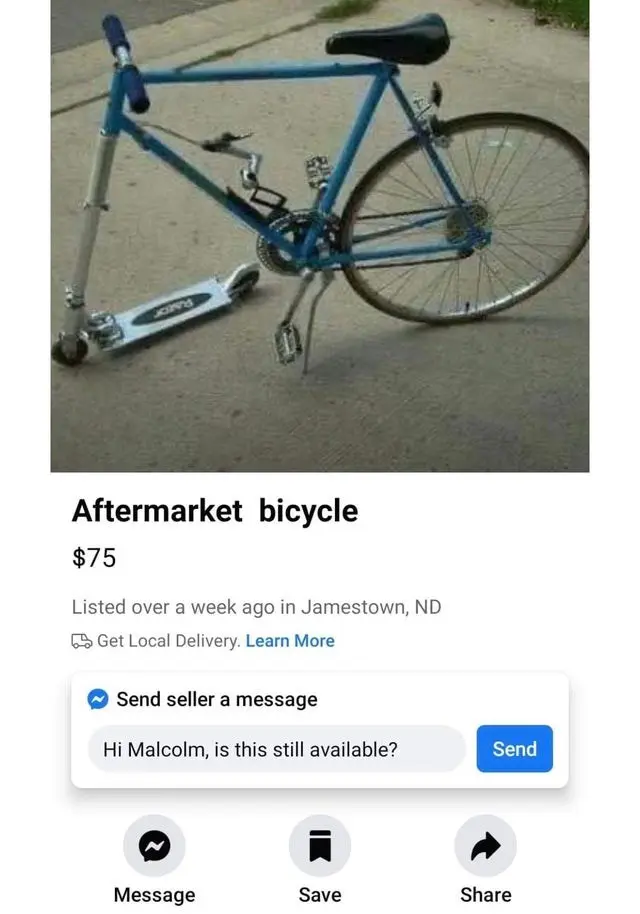 RAZOR
Aftermarket bicycle
$75
Listed over a week ago in Jamestown, ND
Get Local Delivery. Learn More
Send seller a message
Hi Malcolm, is this still available?
Send
Message
Save
Share